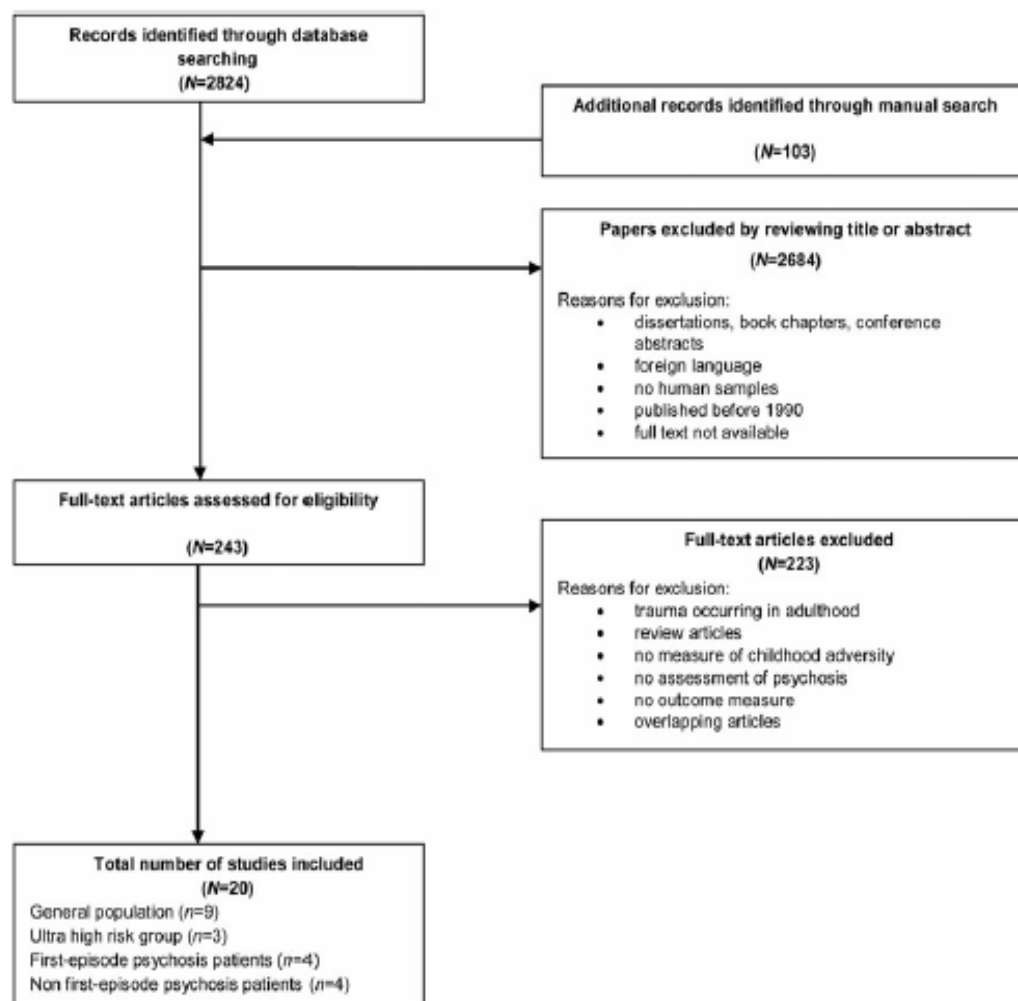 Records identified through database
searching
(N=2824)
Additional records identified through manual search
(N=103)
Papers excluded by reviewing title or abstract
(N=2684)
Reasons for exclusion:
• dissertations, book chapters, conference
abstracts
• foreign language
• no human samples
• published before 1990
• full text not available
Full-text articles assessed for eligibility
(N=243)
Full-text articles excluded
(N=223)
Reasons for exclusion:
• trauma occurring in adulthood
• review articles
• no measure of childhood adversity
• no assessment of psychosis
• no outcome measure
• overlapping articles
Total number of studies included
(N=20)
General population (n=9)
Ultra high risk group (n=3)
First-episode psychosis patients (n=4)
Non first-episode psychosis patients (n=4)